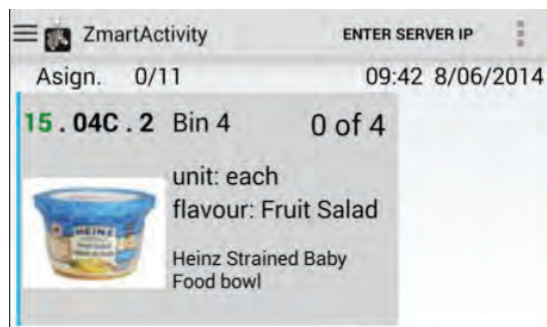 ZmartActivity ENTER SERVER IP
Asign. 0/11 09:42 8/06/2014
15.04C.2 Bin 4 0 of 4
unit: each
flavour: Fruit Salad
HEINZ
Heinz Strained Baby
Food bowl